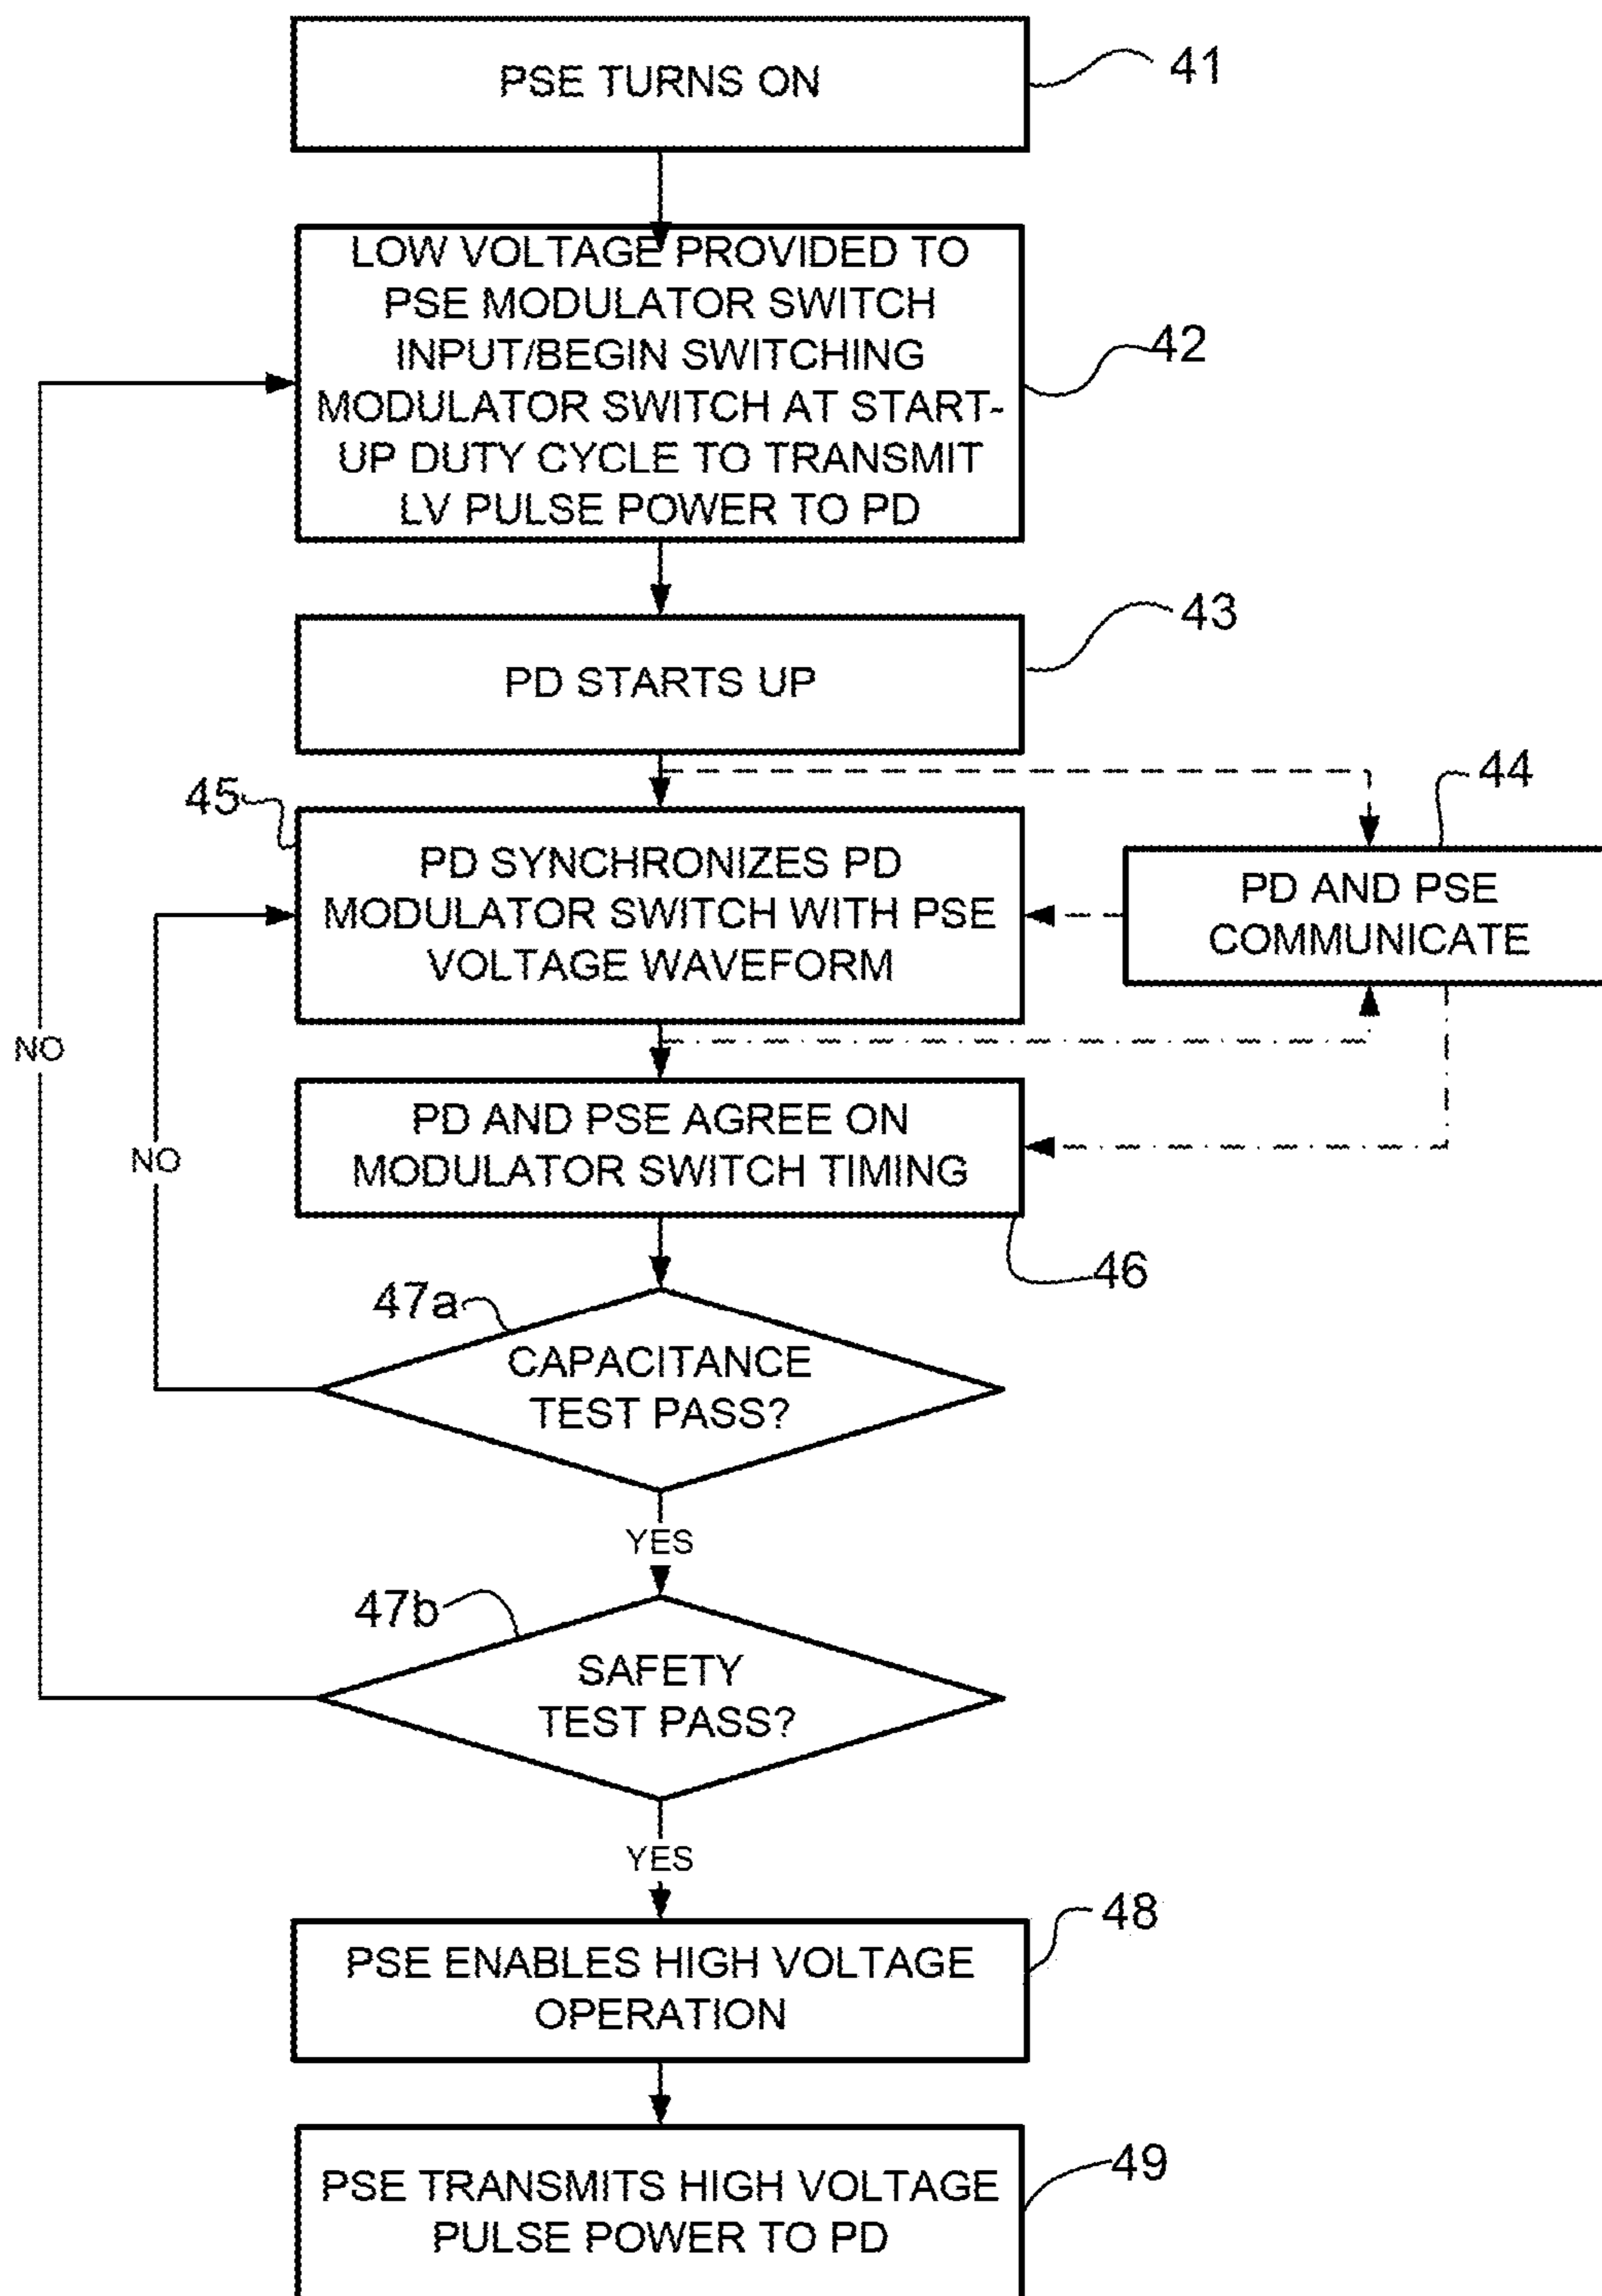 PSE TURNS ON
41
LOW VOLTAGE PROVIDED TO
PSE MODULATOR SWITCH
INPUT/BEGIN SWITCHING
MODULATOR SWITCH AT START-
UP DUTY CYCLE TO TRANSMIT
LV PULSE POWER TO PD
42
PD STARTS UP
43
45
PD SYNCHRONIZES PD
MODULATOR SWITCH WITH PSE
VOLTAGE WAVEFORM
44
PD AND PSE
COMMUNICATE
NO
NO
PD AND PSE AGREE ON
MODULATOR SWITCH TIMING
46
47a
CAPACITANCE
TEST PASS?
YES
47b
SAFETY
TEST PASS?
YES
48
PSE ENABLES HIGH VOLTAGE
OPERATION
PSE TRANSMITS HIGH VOLTAGE
PULSE POWER TO PD
49